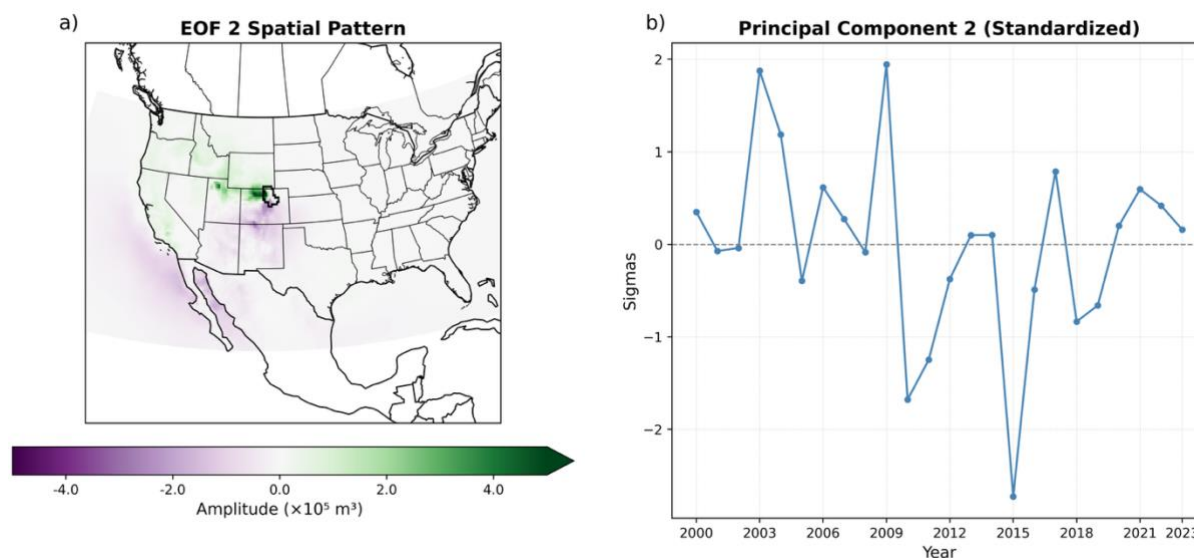 a)
EOF 2 Spatial Pattern
-4.0 -2.0 0.0 2.0 4.0
Amplitude (×10⁵ m³)
b)
Principal Component 2 (Standardized)
2
1
0
−1
−2
Sigmas
2000 2003 2006 2009 2012 2015 2018 2021 2023
Year